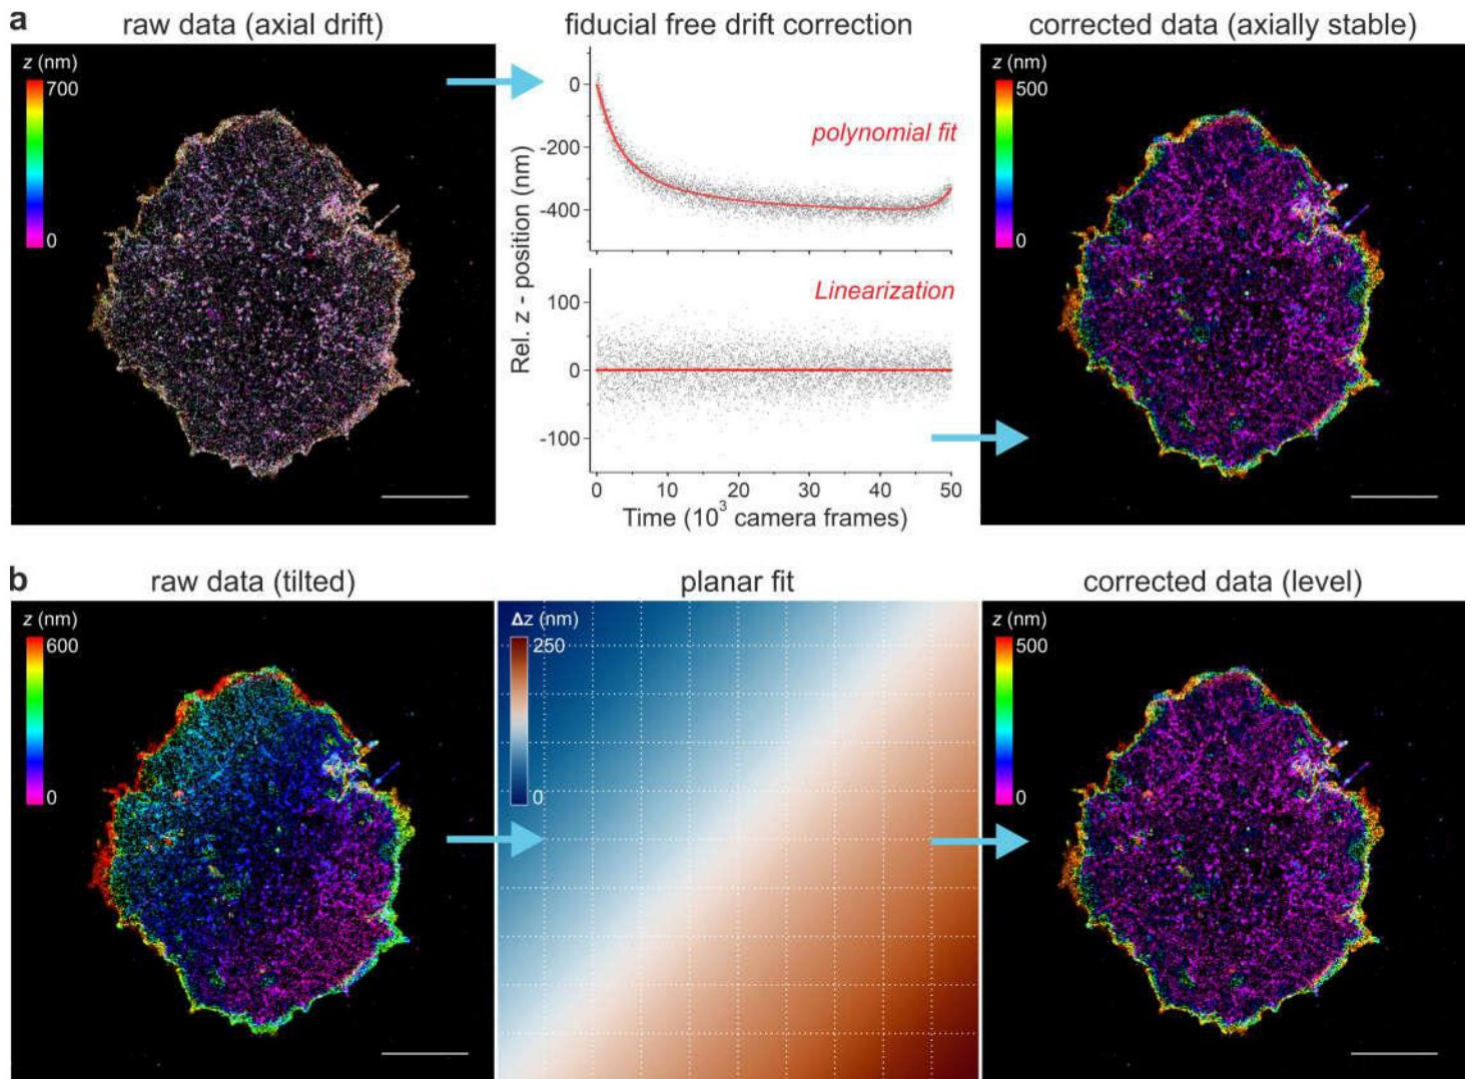 a
raw data (axial drift)
fiducial free drift correction
corrected data (axially stable)
z (nm)
700
0
Rel. z - position (nm)
0
-200
-400
polynomial fit
100
0
-100
Linearization
0 10 20 30 40 50
Time (10³ camera frames)
z (nm)
500
0
b
raw data (tilted)
planar fit
corrected data (level)
z (nm)
600
0
Δz (nm)
250
0
z (nm)
500
0